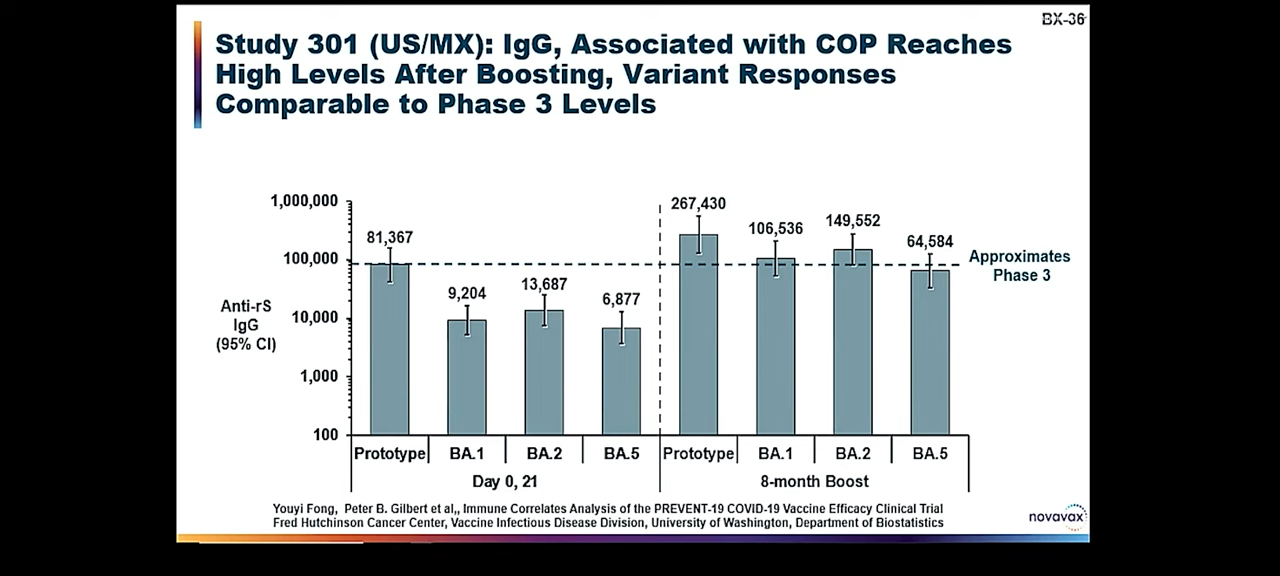 BX-36
Study 301 (US/MX): IgG, Associated with COP Reaches
High Levels After Boosting, Variant Responses
Comparable to Phase 3 Levels
1,000,000
100,000
10,000
1,000
100
Anti-rS
IgG
(95% CI)
81,367
9,204
13,687
6,877
267,430
106,536
149,552
64,584
Approximates
Phase 3
Prototype BA.1 BA.2 BA.5 Prototype BA.1 BA.2 BA.5
Day 0, 21 8-month Boost
Youyi Fong, Peter B. Gilbert et al,, Immune Correlates Analysis of the PREVENT-19 COVID-19 Vaccine Efficacy Clinical Trial
Fred Hutchinson Cancer Center, Vaccine Infectious Disease Division, University of Washington, Department of Biostatistics
novavax